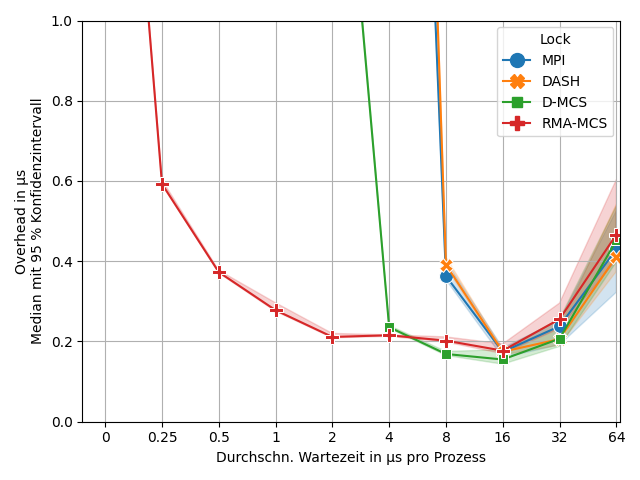 Overhead in µs
Median mit 95 % Konfidenzintervall
1.0
0.8
0.6
0.4
0.2
0.0
Lock
MPI
DASH
D-MCS
RMA-MCS
0 0.25 0.5 1 2 4 8 16 32 64
Durchschn. Wartezeit in µs pro Prozess